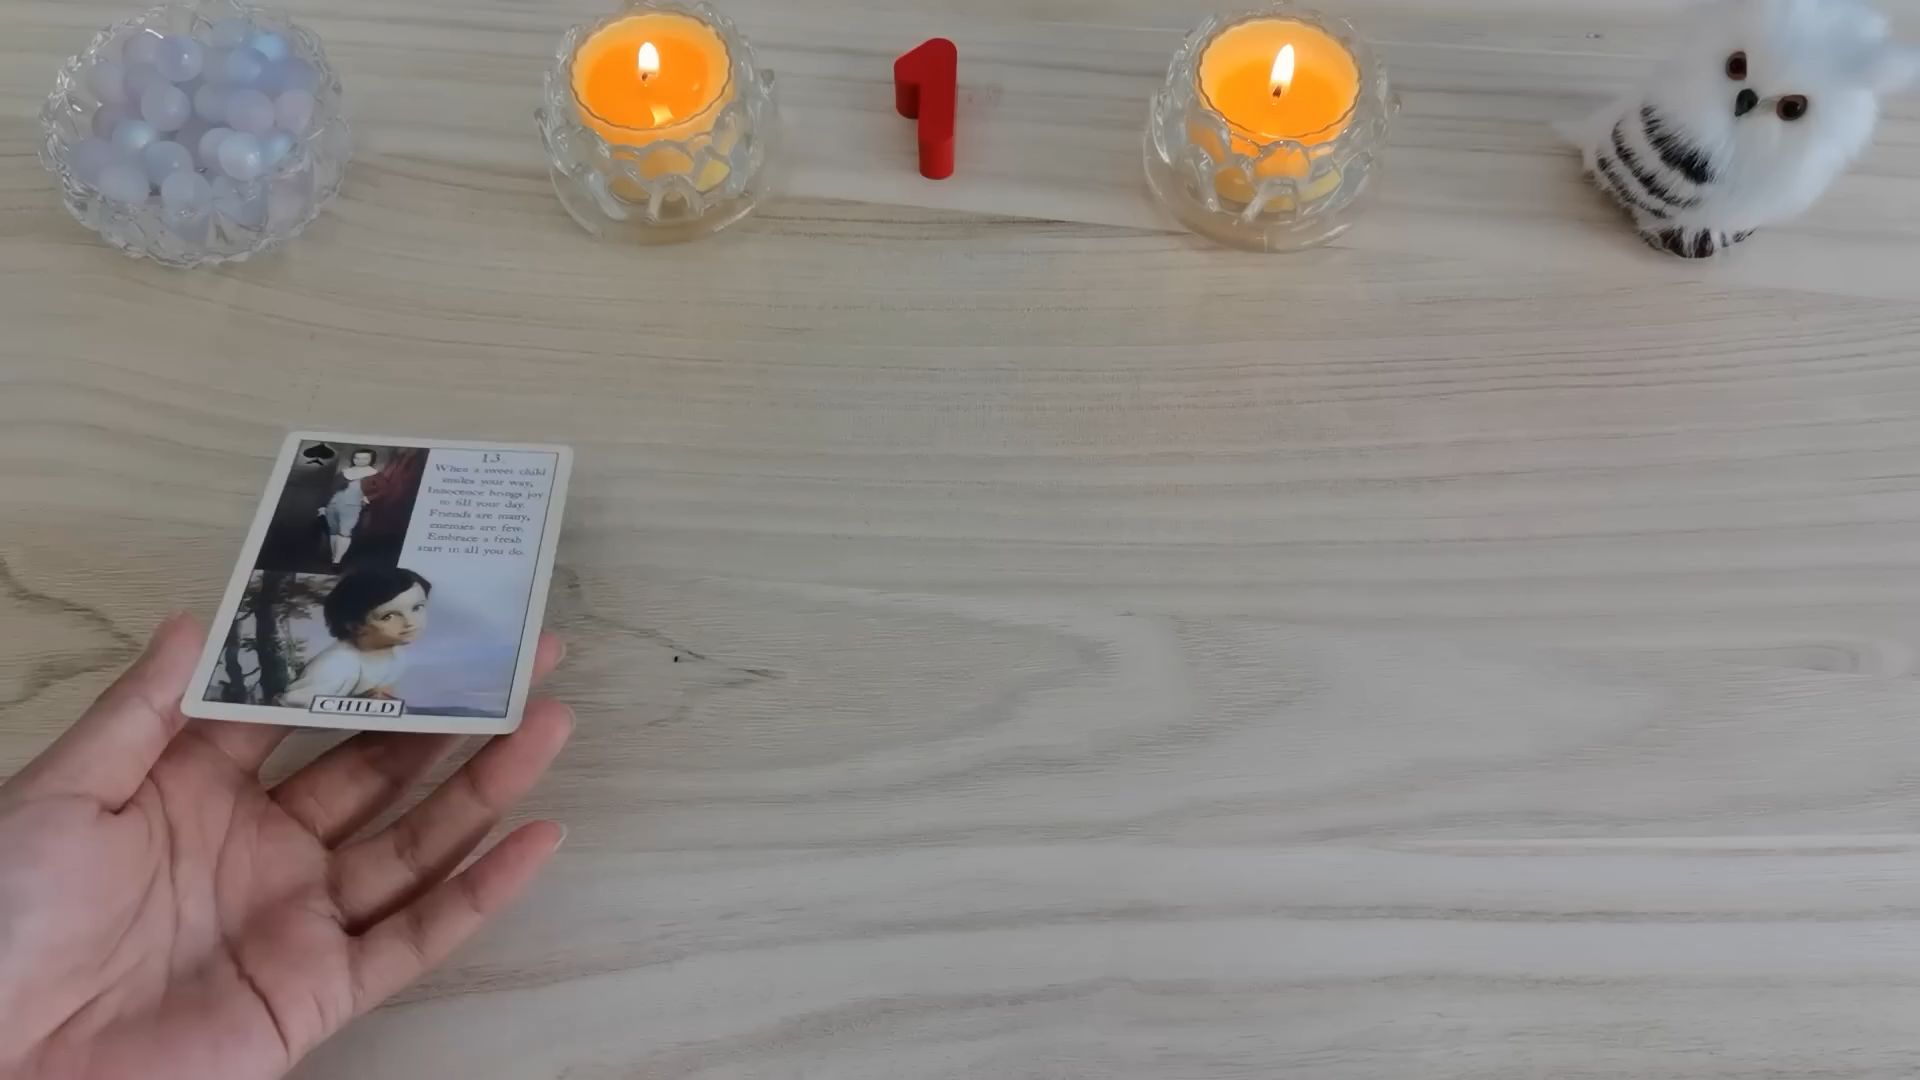 1
13.
When a sweet child
smiles your way,
Innocence brings joy
to fill your day.
Friends are many,
enemies are few.
Embrace a fresh
start in all you do.
CHILD